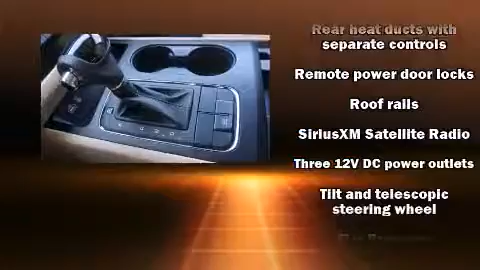 Rear heat ducts with
separate controls
Remote power door locks
Roof rails
SiriusXM Satellite Radio
Three 12V DC power outlets
Tilt and telescopic
steering wheel